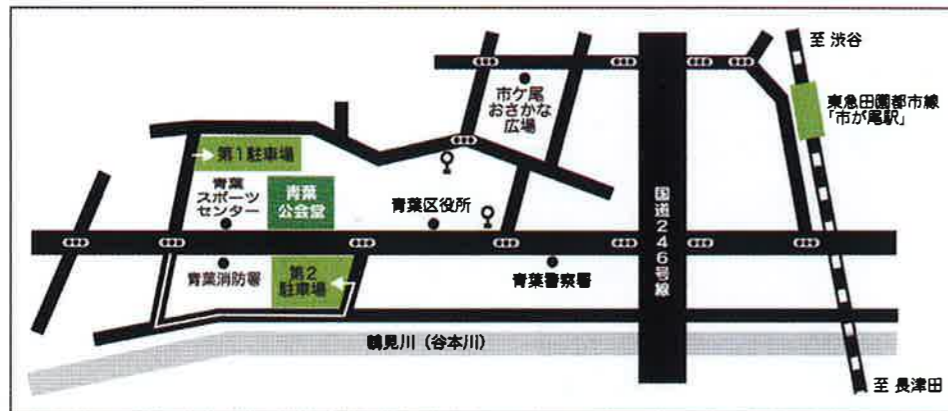 至 渋谷
東急田園都市線
「市が尾駅」
市ケ尾
おさかな
広場
第1駐車場
青葉
スポーツ
センター
青葉
公会堂
青葉区役所
国道246号線
青葉消防署
第2
駐車場
青葉警察署
鶴見川（谷本川）
至 長津田